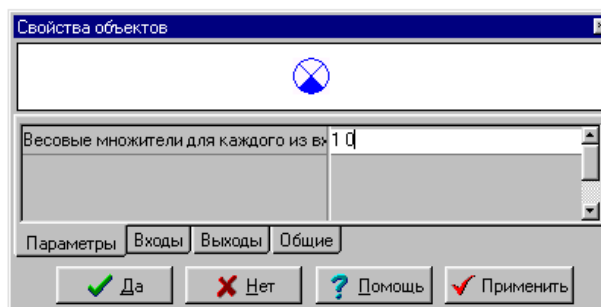 Свойства объектов
Весовые множители для каждого из вх 1 0
Параметры Входы Выходы Общие
Да Нет Помощь Применить